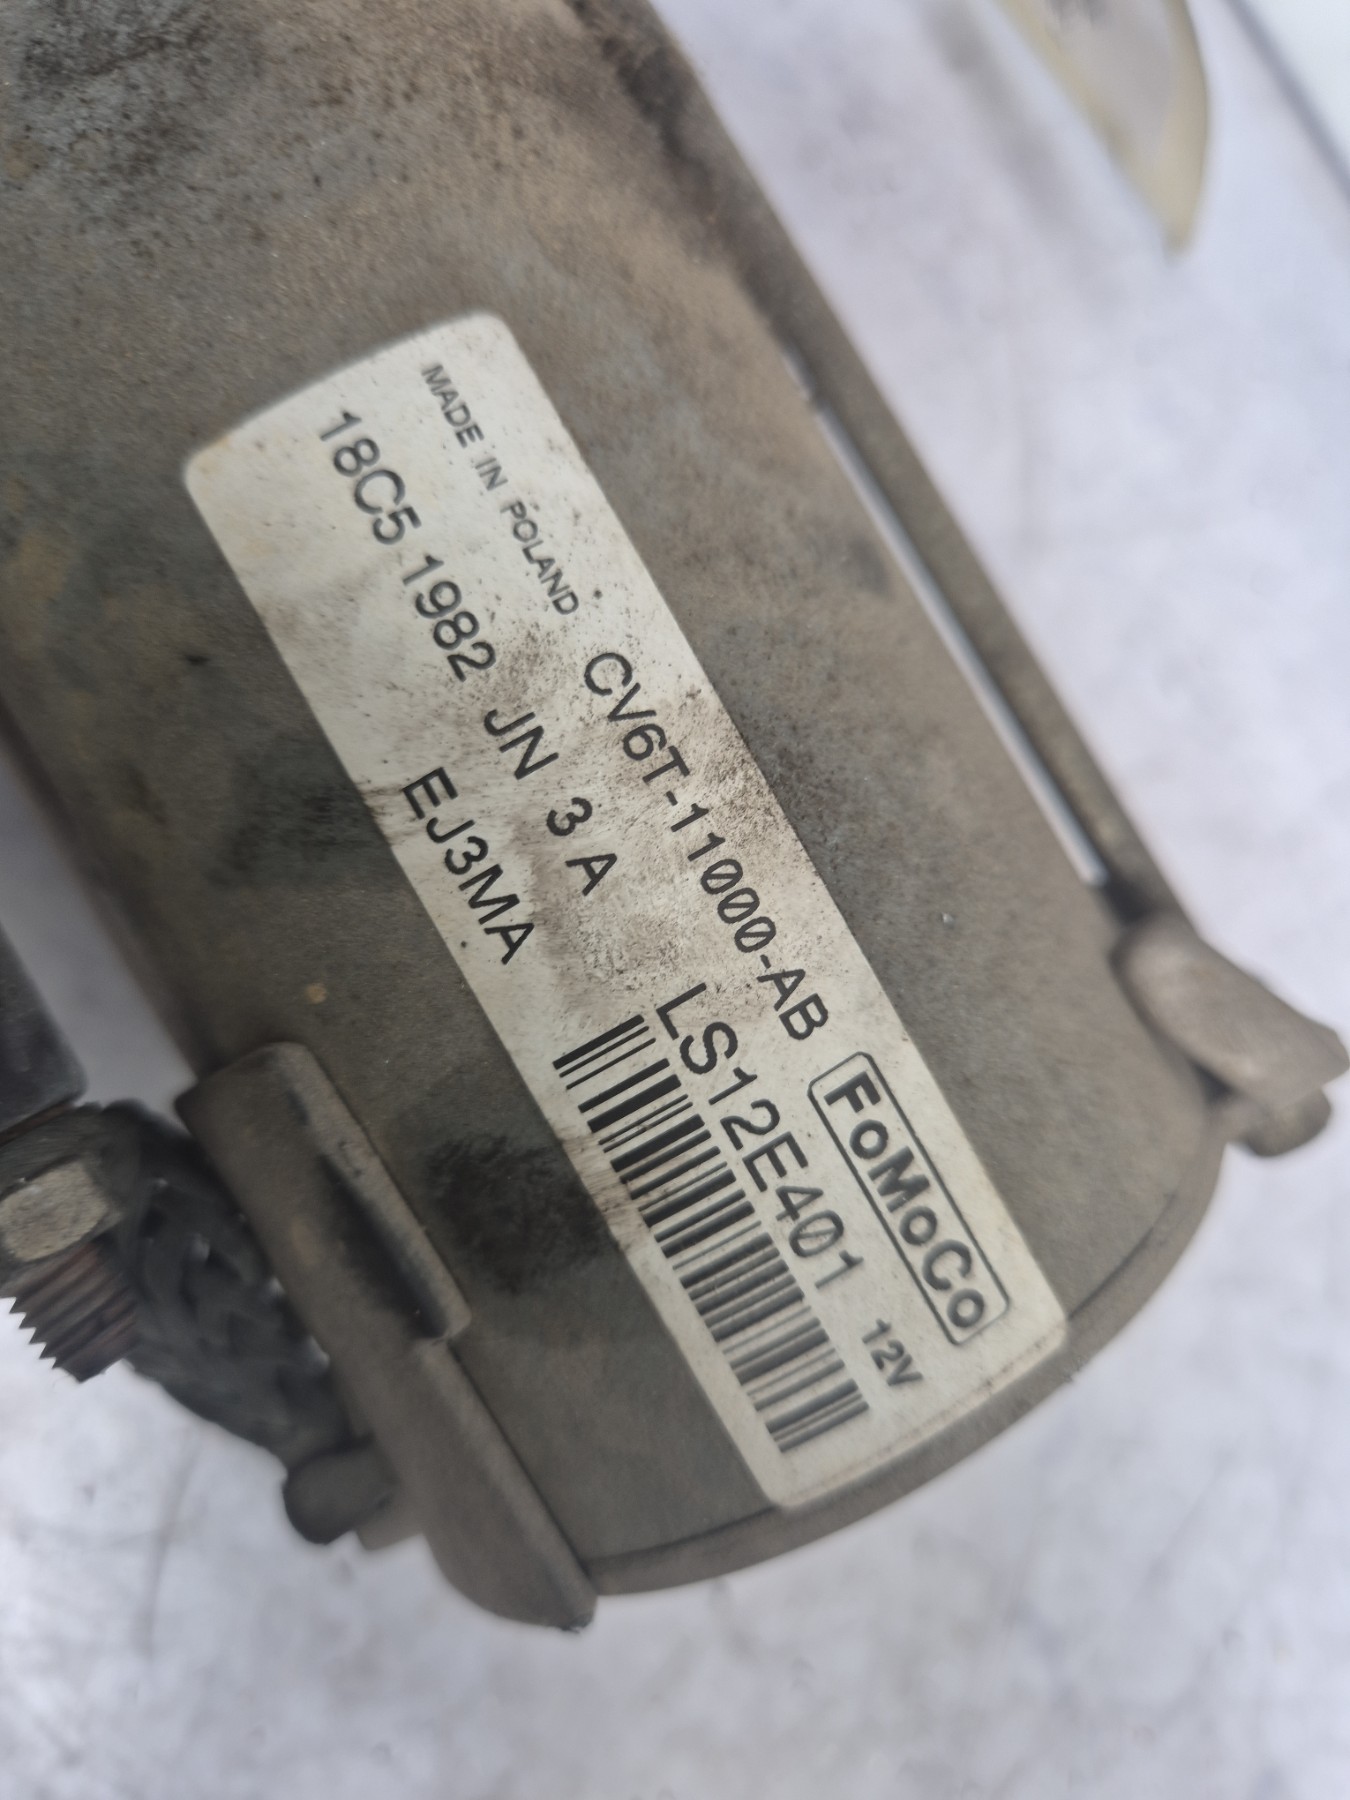 MADE IN POLAND CV6T-11000-AB FoMoCo
18C5 1982 JN 3 A LS12E401 12V
EJ3MA